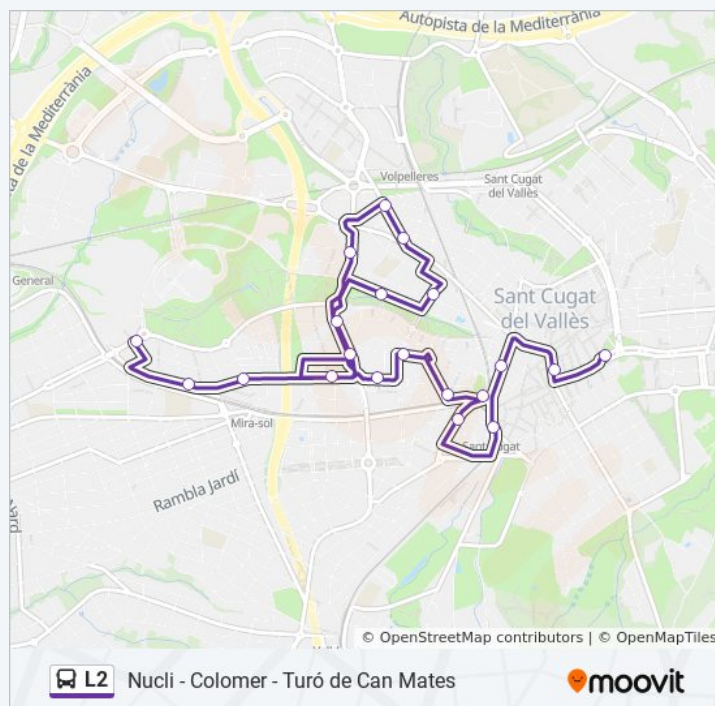 Autopista de la Mediterrània
ta de la Mediterrània
Volpelleres
Sant Cugat
del Vallès
General
Sant Cugat
del Vallès
Mira-sol
Sant Cugat
Rambla Jardí
© OpenStreetMap contributors | © OpenMapTiles
L2
Nucli - Colomer - Turó de Can Mates
moovit